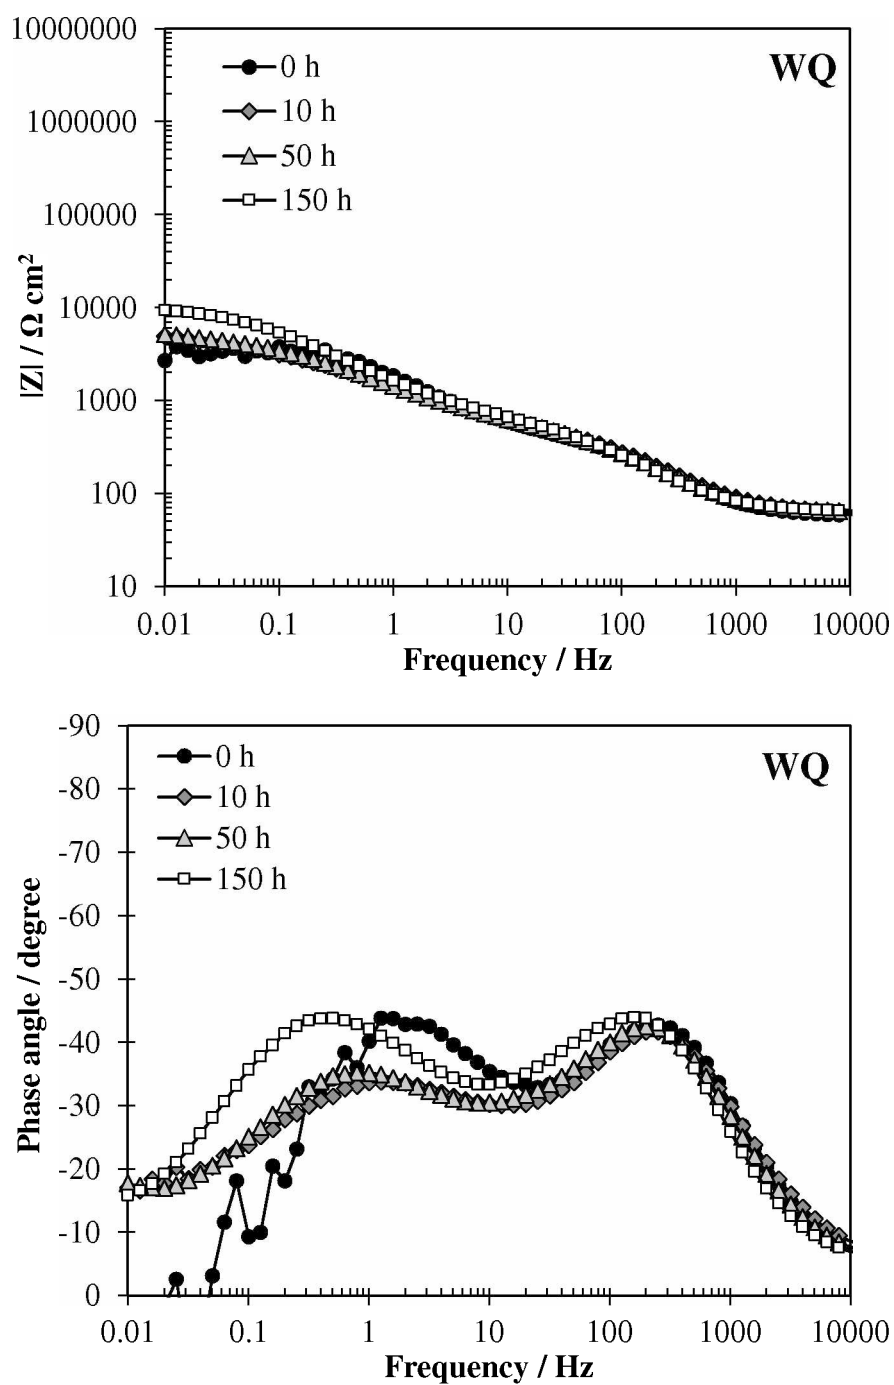 10000000
1000000
100000
10000
1000
100
10
|Z| / Ω cm²
0 h
10 h
50 h
150 h
WQ
0.01 0.1 1 10 100 1000 10000
Frequency / Hz
-90
-80
-70
-60
-50
-40
-30
-20
-10
0
Phase angle / degree
0 h
10 h
50 h
150 h
WQ
0.01 0.1 1 10 100 1000 10000
Frequency / Hz